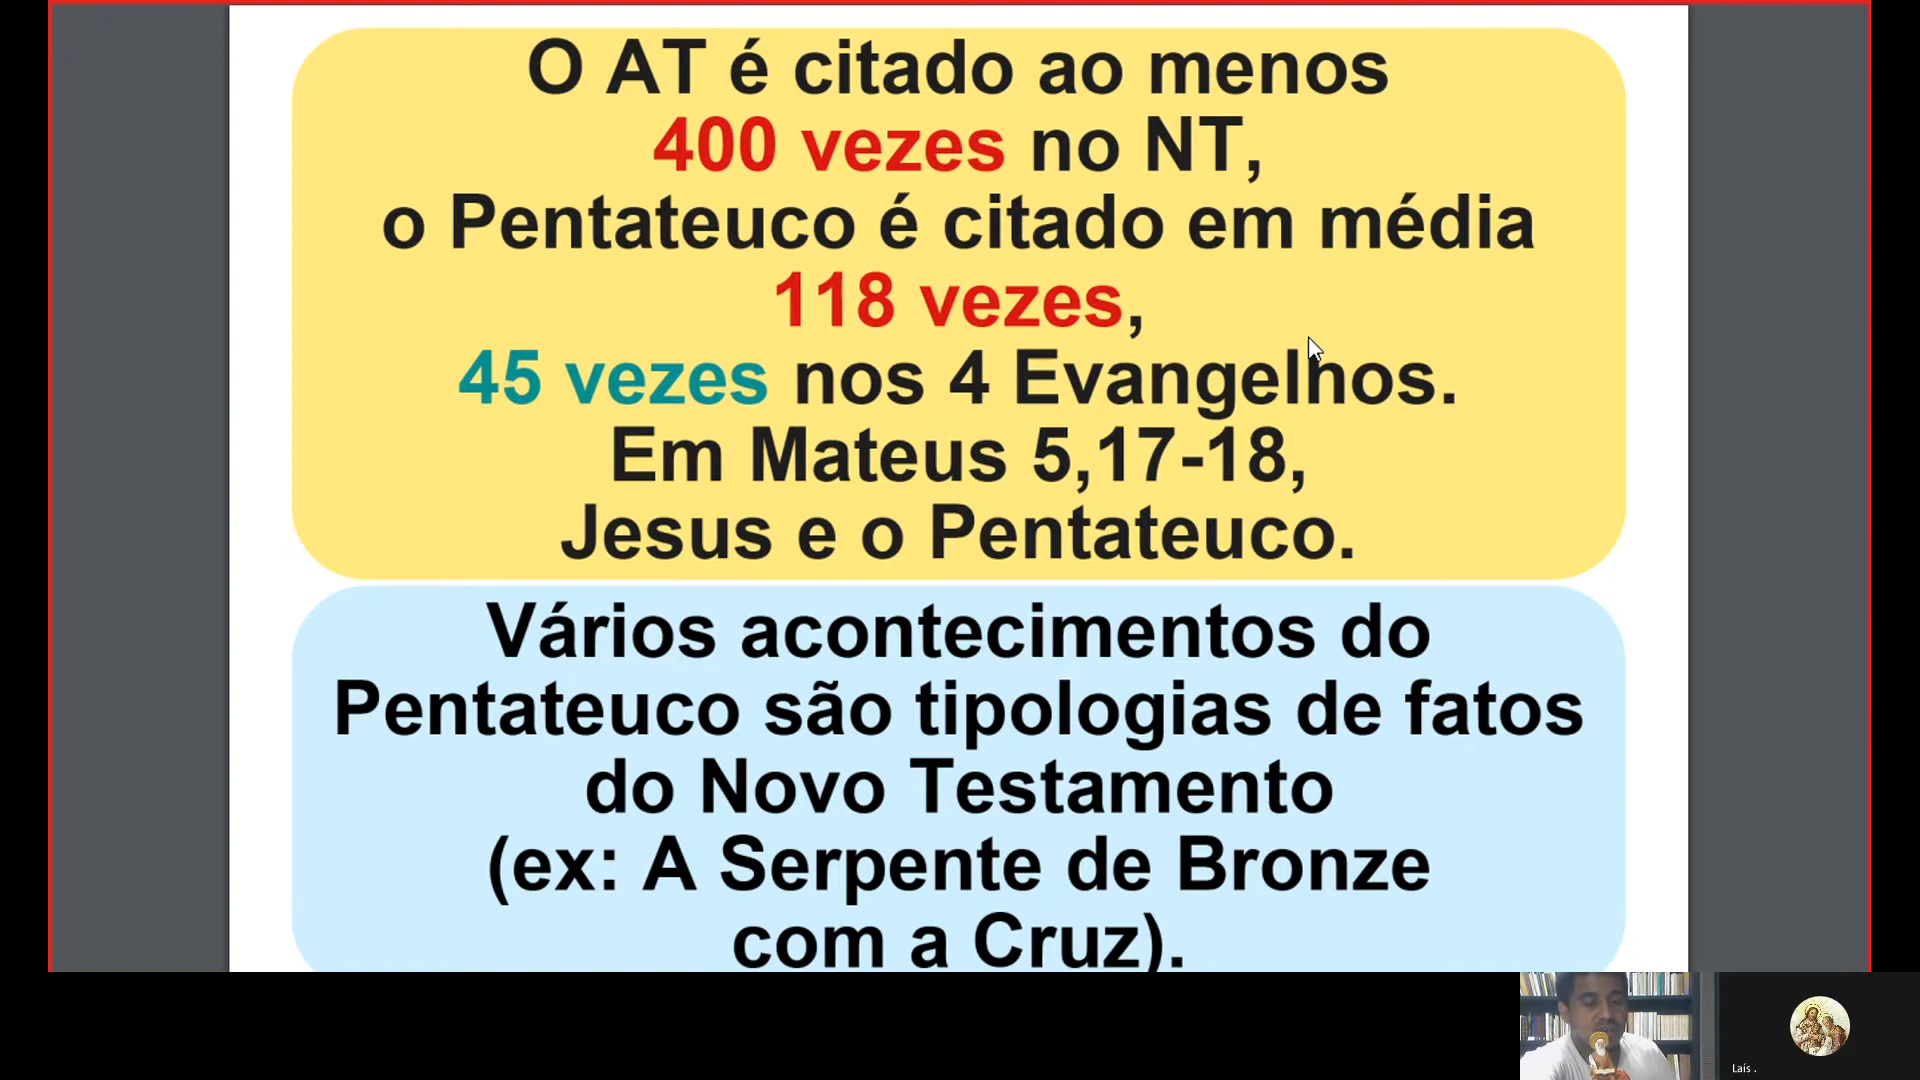 O AT é citado ao menos
400 vezes no NT,
o Pentateuco é citado em média
118 vezes,
45 vezes nos 4 Evangelhos.
Em Mateus 5,17-18,
Jesus e o Pentateuco.
Vários acontecimentos do
Pentateuco são tipologias de fatos
do Novo Testamento
(ex: A Serpente de Bronze
com a Cruz).
Laís .